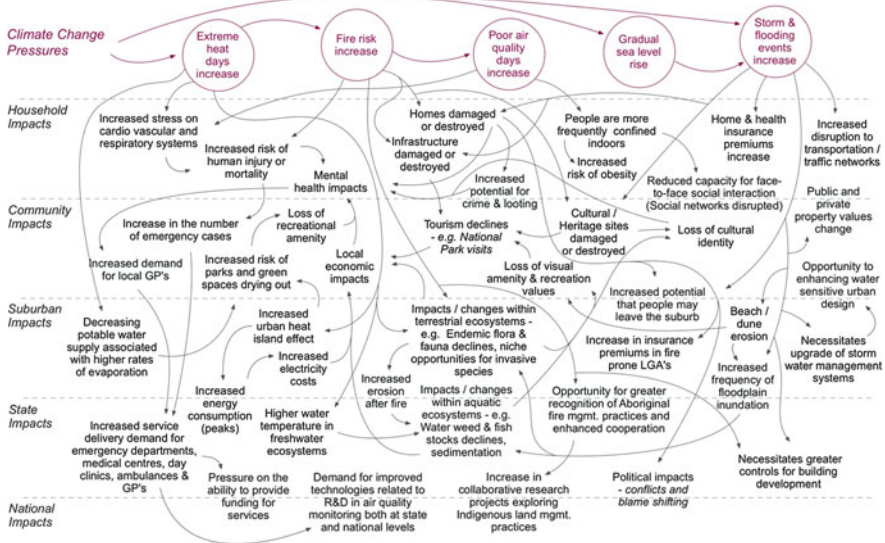 Climate Change
Pressures
Extreme
heat
days
increase
Fire risk
increase
Poor air
quality
days
increase
Gradual
sea level
rise
Storm &
flooding
events
increase
Household
Impacts
Increased stress on
cardio vascular and
respiratory systems
Increased risk of
human injury or
mortality
Mental
health impacts
Homes damaged
or destroyed
Infrastructure
damaged or
destroyed
Increased
potential for
crime & looting
People are more
frequently confined
indoors
Increased
risk of obesity
Reduced capacity for face-
to-face social interaction
(Social networks disrupted)
Home & health
insurance
premiums
increase
Increased
disruption to
transportation /
traffic networks
Community
Impacts
Increase in the number
of emergency cases
Loss of
recreational
amenity
Increased demand
for local GP's
Increased risk of
parks and green
spaces drying out
Local
economic
impacts
Tourism declines
- e.g. National
Park visits
Cultural /
Heritage sites
damaged
or destroyed
Loss of cultural
identity
Loss of visual
amenity & recreation
values
Increased potential
that people may
leave the suburb
Public and
private
property values
change
Opportunity to
enhancing water
sensitive urban
design
Suburban
Impacts
Decreasing
potable water
supply associated
with higher rates
of evaporation
Increased
urban heat
island effect
Increased
electricity
costs
Impacts / changes within
terrestrial ecosystems -
e.g. Endemic flora &
fauna declines, niche
opportunities for invasive
species
Increase in insurance
premiums in fire
prone LGA's
Beach /
dune
erosion
Necessitates
upgrade of storm
water management
systems
Increased
energy
consumption
(peaks)
Increased
erosion
after fire
Increased
frequency of
floodplain
inundation
State
Impacts
Increased service
delivery demand for
emergency departments,
medical centres, day
clinics, ambulances &
GP's
Higher water
temperature in
freshwater
ecosystems
Impacts / changes
within aquatic
ecosystems - e.g.
Water weed & fish
stocks declines,
sedimentation
Opportunity for greater
recognition of Aboriginal
fire mgmt. practices and
enhanced cooperation
Necessitates greater
controls for building
development
Pressure on the
ability to provide
funding for
services
Demand for improved
technologies related to
R&D in air quality
monitoring both at state
and national levels
Increase in
collaborative research
projects exploring
Indigenous land mgmt.
practices
Political impacts
- conflicts and
blame shifting
National
Impacts